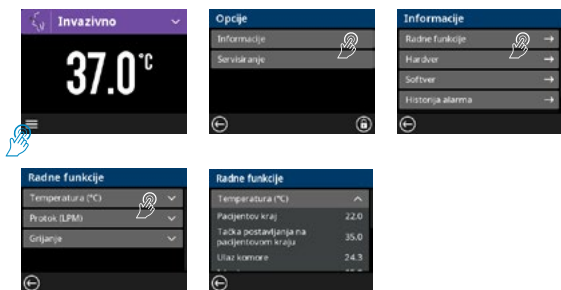 Invazivno
37.0°C
Opcije
Informacije
Servisiranje
Informacije
Radne funkcije
Hardver
Softver
Historija alarma
Radne funkcije
Temperatura (°C)
Protok (LPM)
Grijanje
Radne funkcije
Temperatura (°C)
Pacijentov kraj 22.0
Tačka postavljanja na
pacijentovom kraju 35.0
Ulaz komore 24.3